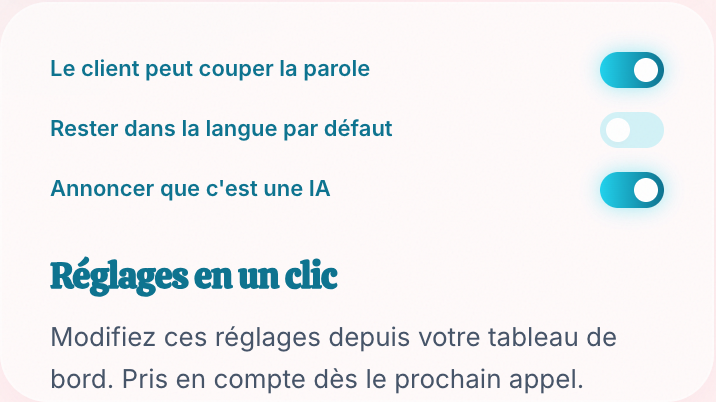 Le client peut couper la parole
Rester dans la langue par défaut
Annoncer que c'est une IA
Réglages en un clic
Modifiez ces réglages depuis votre tableau de
bord. Pris en compte dès le prochain appel.